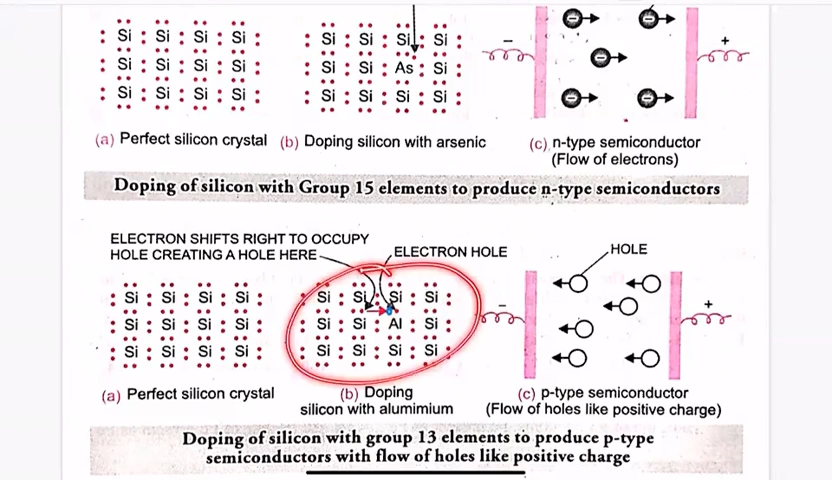 : Si : Si : Si : Si :
: Si : Si : Si : Si :
: Si : Si : Si : Si :
(a) Perfect silicon crystal
: Si : Si : Si : Si :
: Si : Si : As : Si :
: Si : Si : Si : Si :
(b) Doping silicon with arsenic
−
+
(c) n-type semiconductor
(Flow of electrons)
Doping of silicon with Group 15 elements to produce n-type semiconductors
ELECTRON SHIFTS RIGHT TO OCCUPY
HOLE CREATING A HOLE HERE
ELECTRON HOLE
HOLE
: Si : Si : Si : Si :
: Si : Si : Si : Si :
: Si : Si : Si : Si :
(a) Perfect silicon crystal
: Si : Si : Si : Si :
: Si : Si : Al : Si :
: Si : Si : Si : Si :
(b) Doping
silicon with alumimium
−
+
(c) p-type semiconductor
(Flow of holes like positive charge)
Doping of silicon with group 13 elements to produce p-type
semiconductors with flow of holes like positive charge